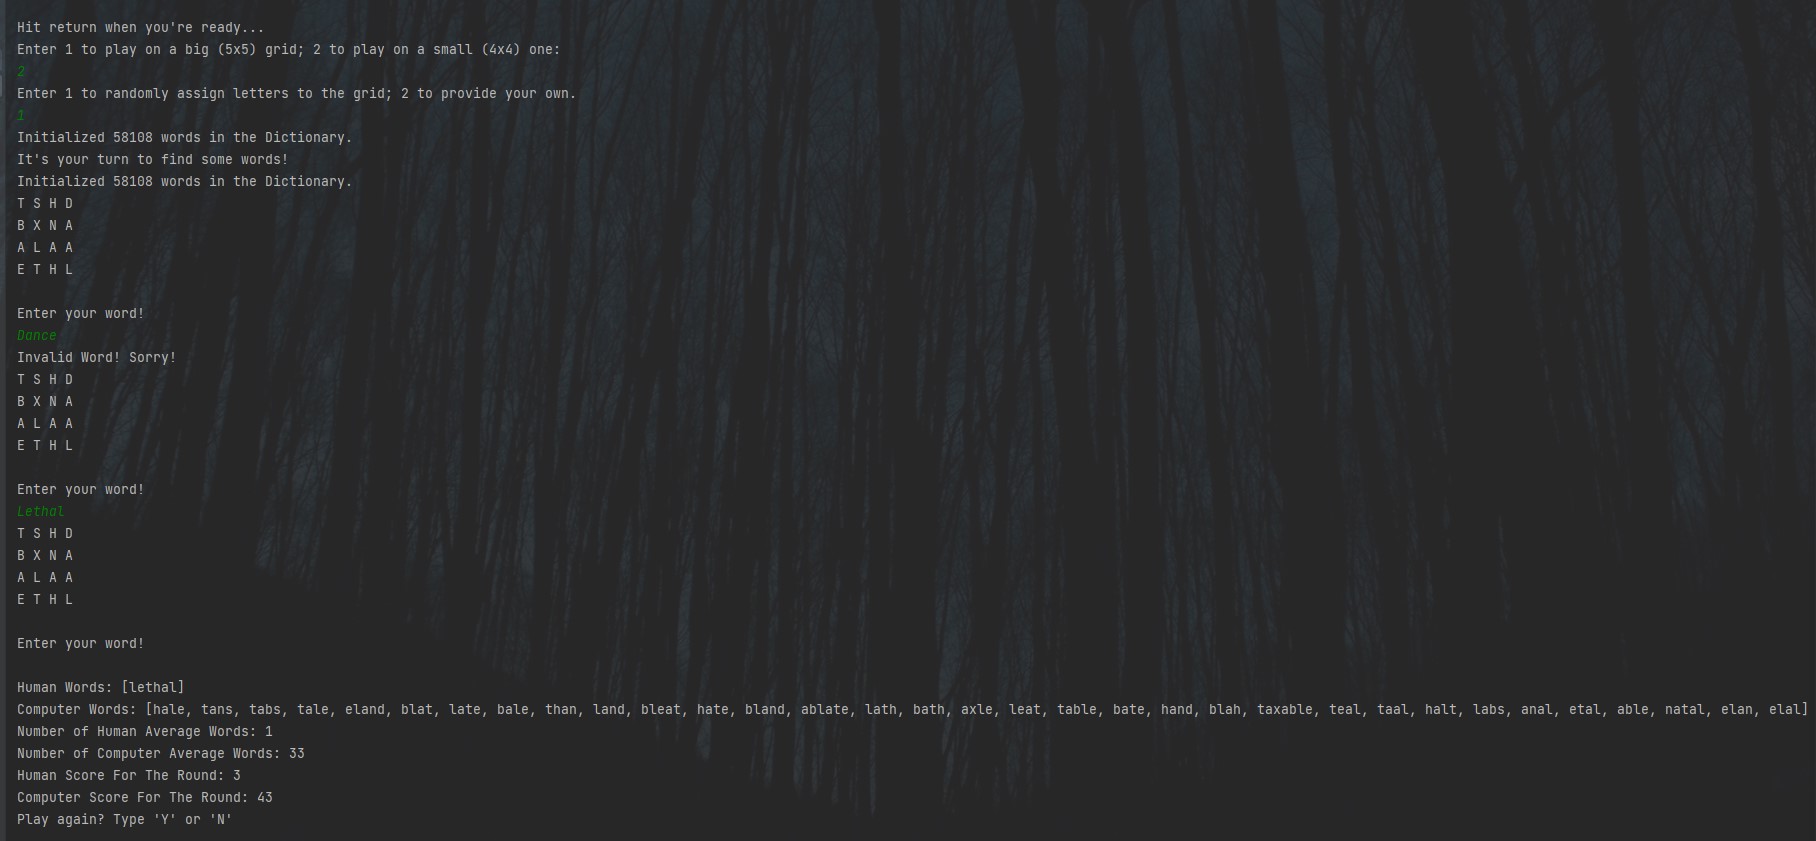 Hit return when you're ready...
Enter 1 to play on a big (5x5) grid; 2 to play on a small (4x4) one:
2
Enter 1 to randomly assign letters to the grid; 2 to provide your own.
1
Initialized 58108 words in the Dictionary.
It's your turn to find some words!
Initialized 58108 words in the Dictionary.
T S H D
B X N A
A L A A
E T H L
Enter your word!
Dance
Invalid Word! Sorry!
T S H D
B X N A
A L A A
E T H L
Enter your word!
Lethal
T S H D
B X N A
A L A A
E T H L
Enter your word!
Human Words: [lethal]
Computer Words: [hale, tans, tabs, tale, eland, blat, late, bale, than, land, bleat, hate, bland, ablate, lath, bath, axle, leat, table, bate, hand, blah, taxable, teal, taal, halt, labs, anal, etal, able, natal, elan, elal]
Number of Human Average Words: 1
Number of Computer Average Words: 33
Human Score For The Round: 3
Computer Score For The Round: 43
Play again? Type 'Y' or 'N'